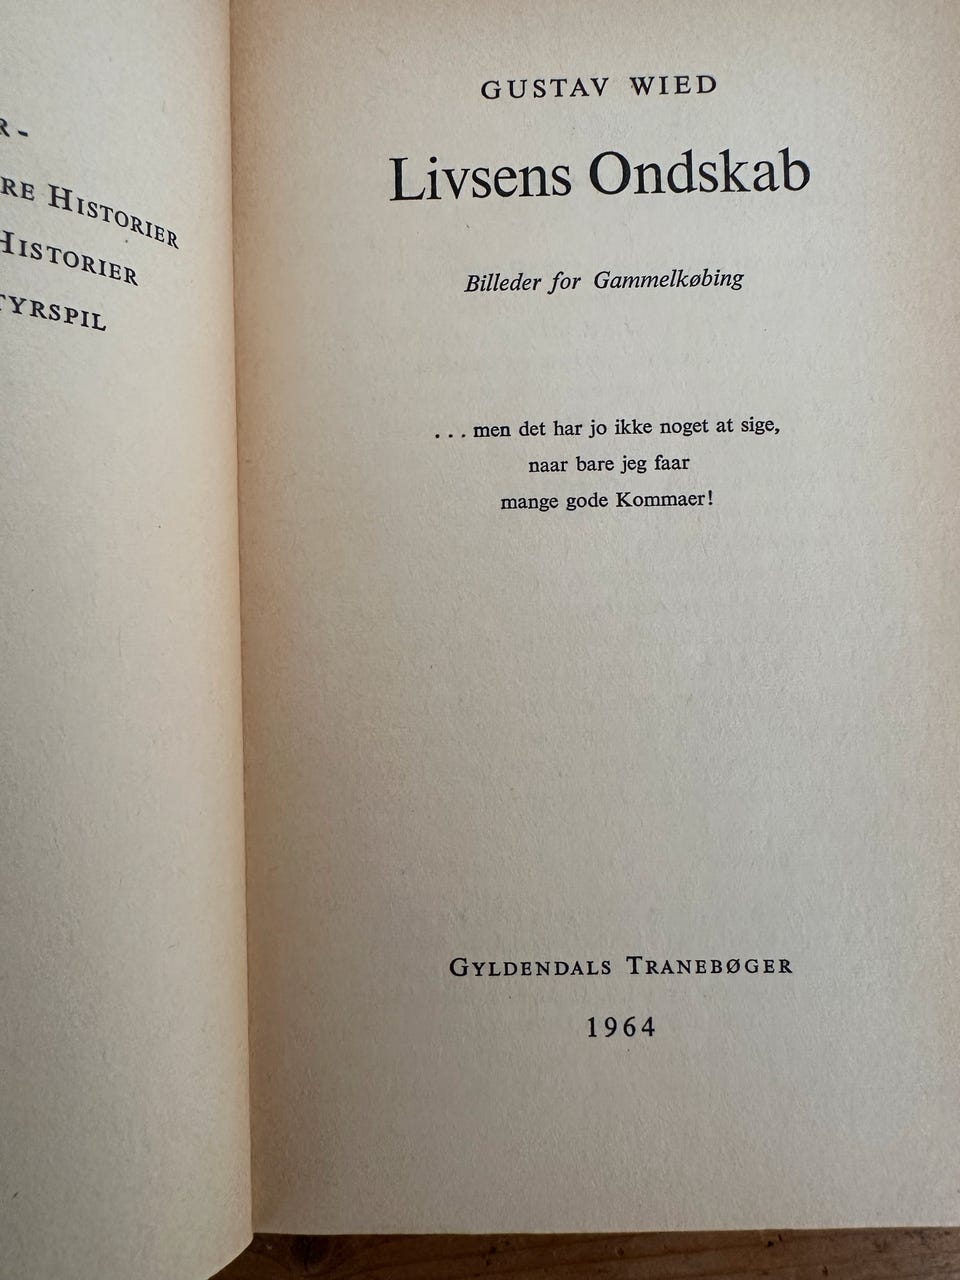 RE HISTORIER
HISTORIER
TYRSPIL
GUSTAV WIED
Livsens Ondskab
Billeder for Gammelkøbing
... men det har jo ikke noget at sige,
naar bare jeg faar
mange gode Kommaer!
GYLDENDALS TRANEBØGER
1964